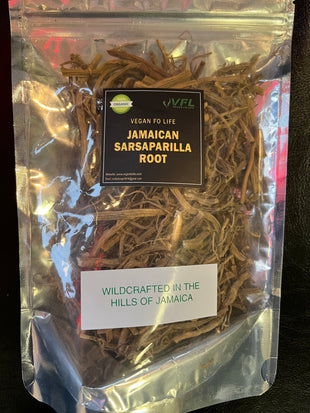 ORGANIC
VFL
VEGAN FO LIFE
JAMAICAN
SARSAPARILLA
ROOT
WILDCRAFTED IN THE
HILLS OF JAMAICA